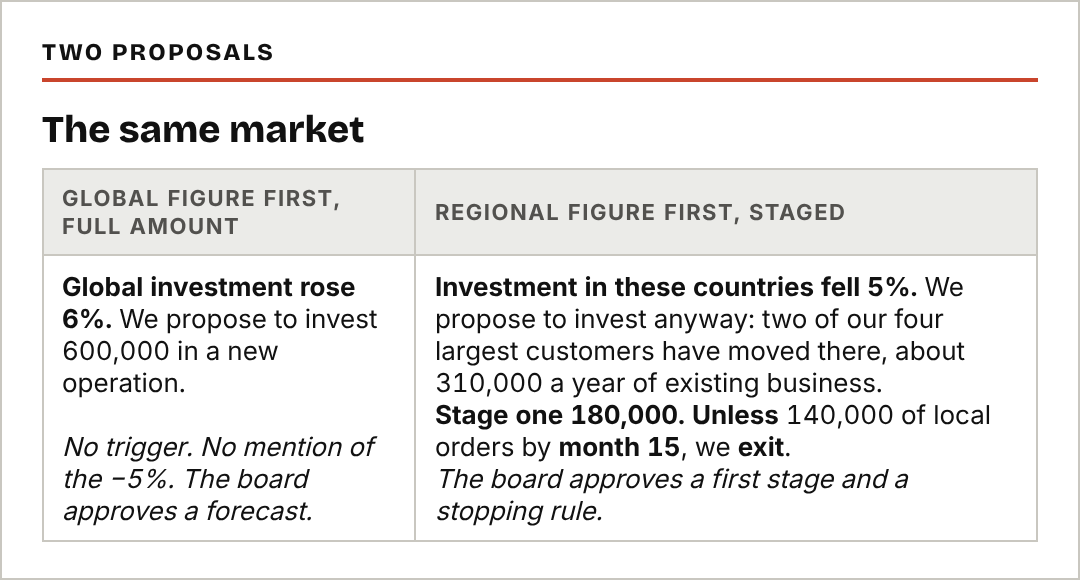 TWO PROPOSALS
The same market
GLOBAL FIGURE FIRST,
FULL AMOUNT
REGIONAL FIGURE FIRST, STAGED
Global investment rose
6%. We propose to invest
600,000 in a new
operation.
No trigger. No mention of
the −5%. The board
approves a forecast.
Investment in these countries fell 5%. We
propose to invest anyway: two of our four
largest customers have moved there, about
310,000 a year of existing business.
Stage one 180,000. Unless 140,000 of local
orders by month 15, we exit.
The board approves a first stage and a
stopping rule.